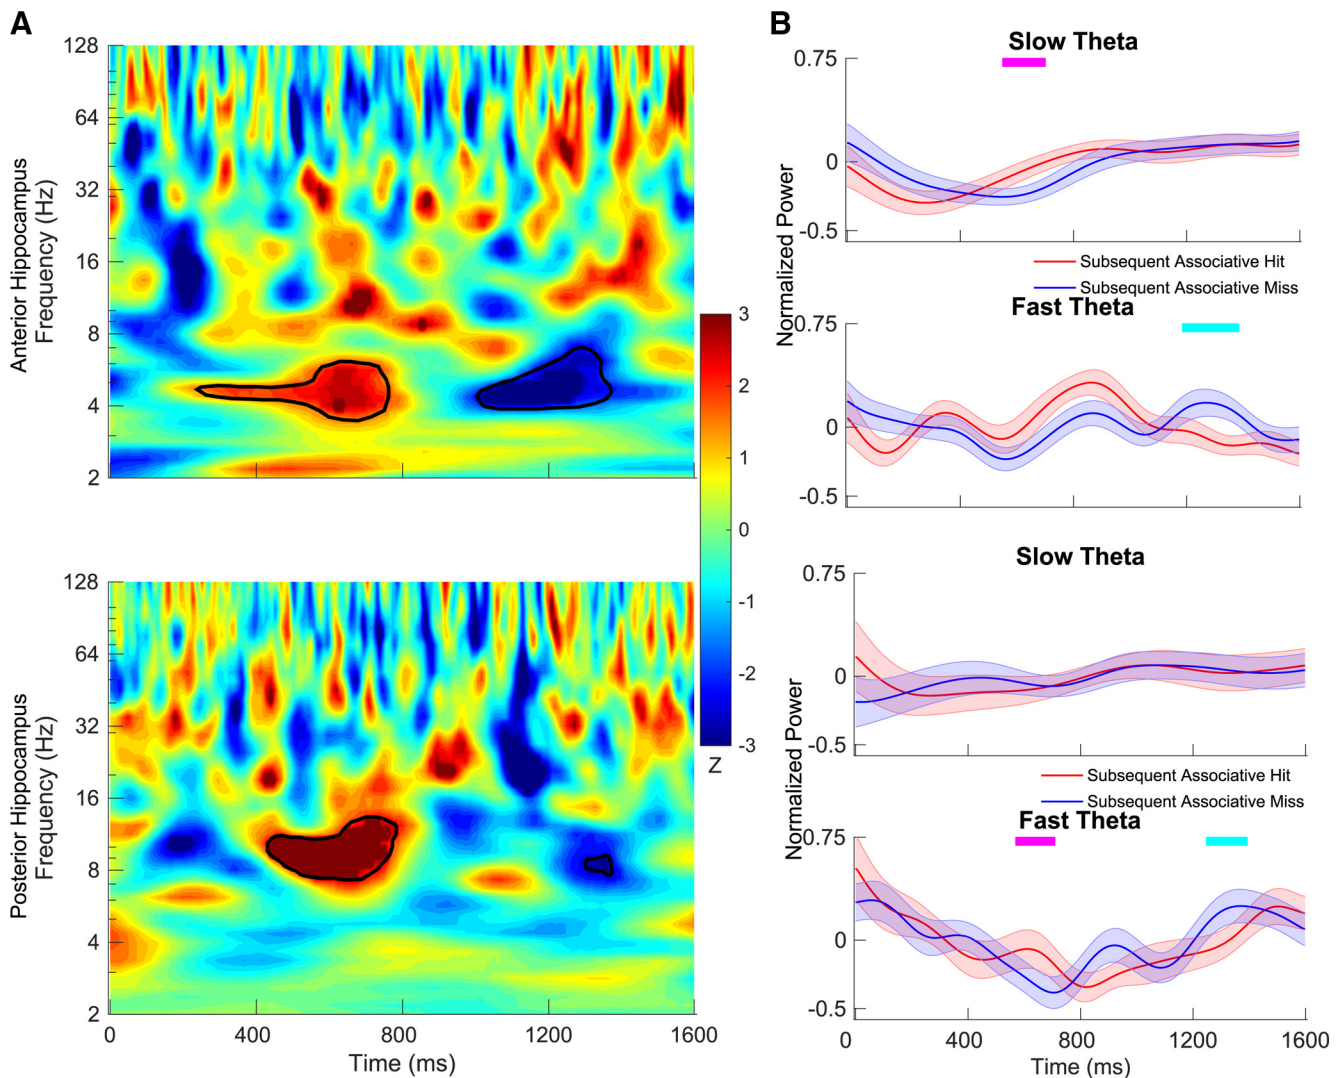 A
128
64
32
16
8
4
2
Anterior Hippocampus
Frequency (Hz)
128
64
32
16
8
4
2
0
400
800
1200
1600
Posterior Hippocampus
Frequency (Hz)
Time (ms)
3
2
1
0
-1
-2
-3
Z
B
Slow Theta
0.75
0
-0.5
Normalized Power
Subsequent Associative Hit
Subsequent Associative Miss
Fast Theta
0.75
0
-0.5
Slow Theta
0.75
0
-0.5
Normalized Power
Subsequent Associative Hit
Subsequent Associative Miss
Fast Theta
0.75
0
-0.5
0
400
800
1200
1600
Time (ms)